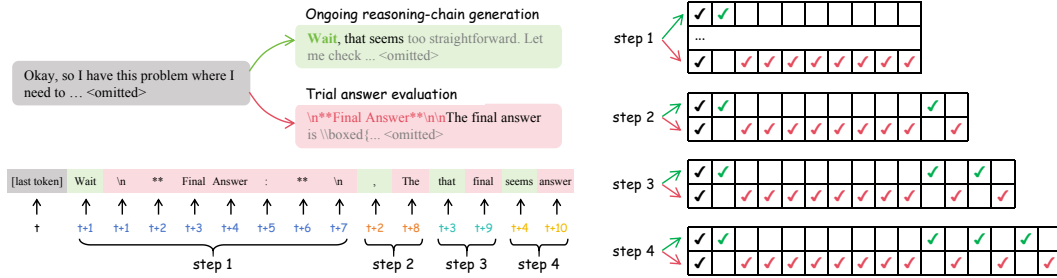 Ongoing reasoning-chain generation
Wait, that seems too straightforward. Let
me check ... <omitted>
Okay, so I have this problem where I
need to ... <omitted>
Trial answer evaluation
\n**Final Answer**\n\nThe final answer
is \\boxed{... <omitted>
[last token] Wait \n ** Final Answer : ** \n , The that final seems answer
t t+1 t+1 t+2 t+3 t+4 t+5 t+6 t+7 t+2 t+8 t+3 t+9 t+4 t+10
step 1 step 2 step 3 step 4
step 1
...
step 2
step 3
step 4